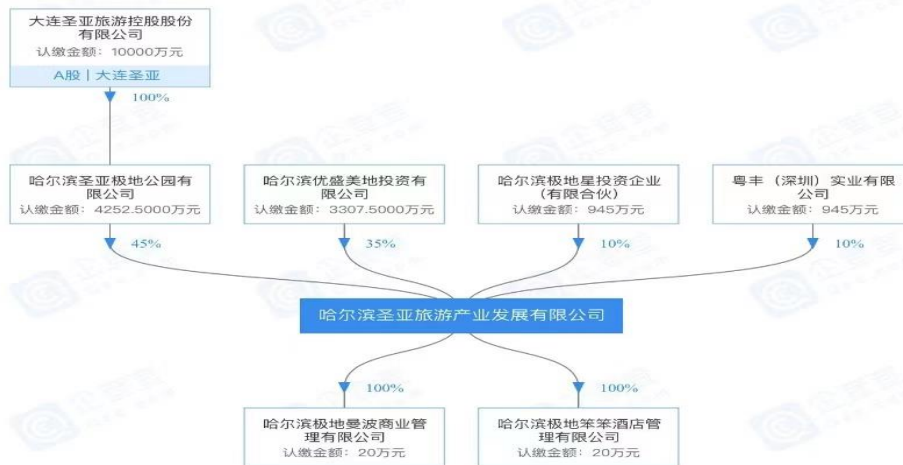 大连圣亚旅游控股股份
有限公司
认缴金额：10000万元
A股 | 大连圣亚
100%
哈尔滨圣亚极地公园有
限公司
认缴金额：4252.5000万元
哈尔滨优盛美地投资有
限公司
认缴金额：3307.5000万元
哈尔滨极地星投资企业
（有限合伙）
认缴金额：945万元
粤丰（深圳）实业有限
公司
认缴金额：945万元
45%
35%
10%
10%
哈尔滨圣亚旅游产业发展有限公司
100%
100%
哈尔滨极地曼波商业管
理有限公司
认缴金额：20万元
哈尔滨极地笨笨酒店管
理有限公司
认缴金额：20万元